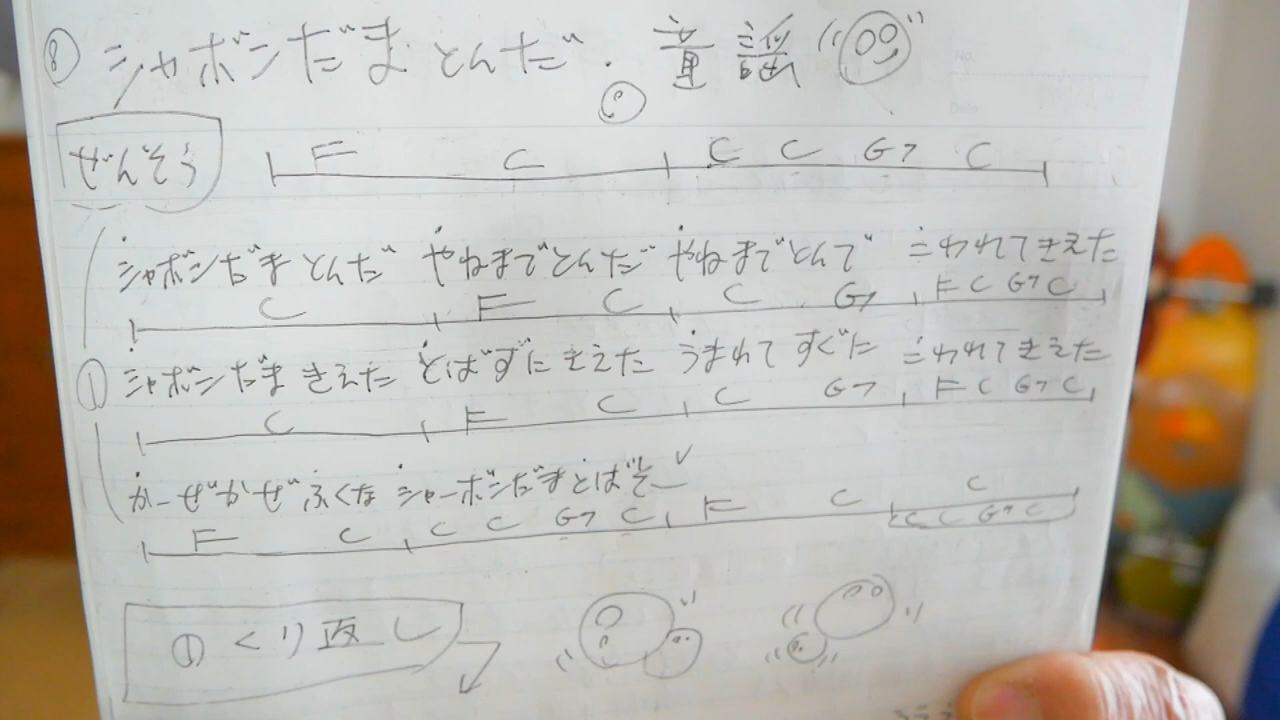 ⑧ シャボンだま とんだ . 童謡
ぜんそう F C C C G7 C
シャボンだま とんだ やねまでとんだ やねまでとんで こわれてきえた
C F C C G7 F C G7 C
① シャボンだま きえた とばずに きえた うまれて すぐに こわれてきえた
C F C C G7 F C G7 C
かーぜかぜ ふくな シャーボンだまとばそー
F C C C G7 C F C C
C C G7 C
① くり返し